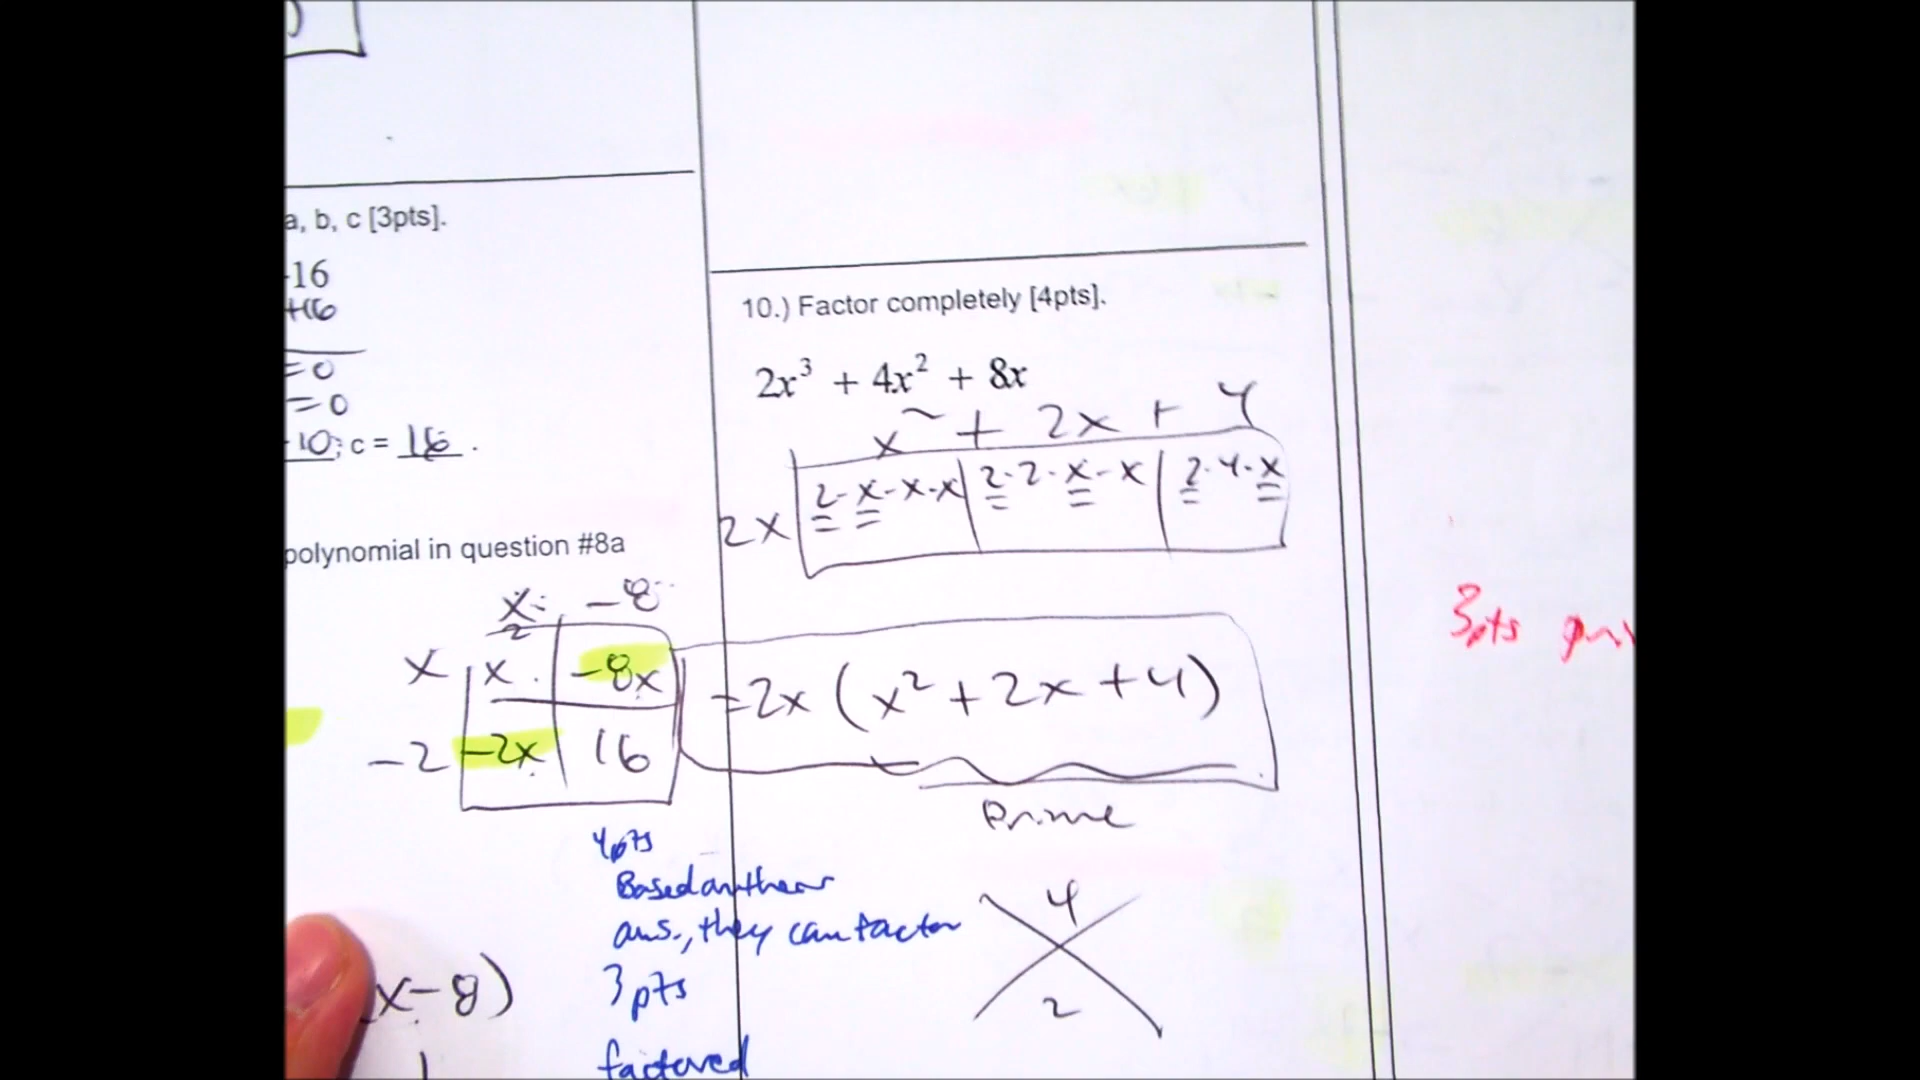 a, b, c [3pts].
-16
+16
=0
=0
-10; c = 16.
polynomial in question #8a
x² -8
x x² -8x
-2 -2x 16
4pts
Based on their
ans., they can factor
3pts
factored
x-8)
10.) Factor completely [4pts].
2x³ + 4x² + 8x
x² + 2x + 4
2x 2·x·x·x 2·2·x·x 2·4·x
=2x (x² + 2x + 4)
Prime
4
2
3pts